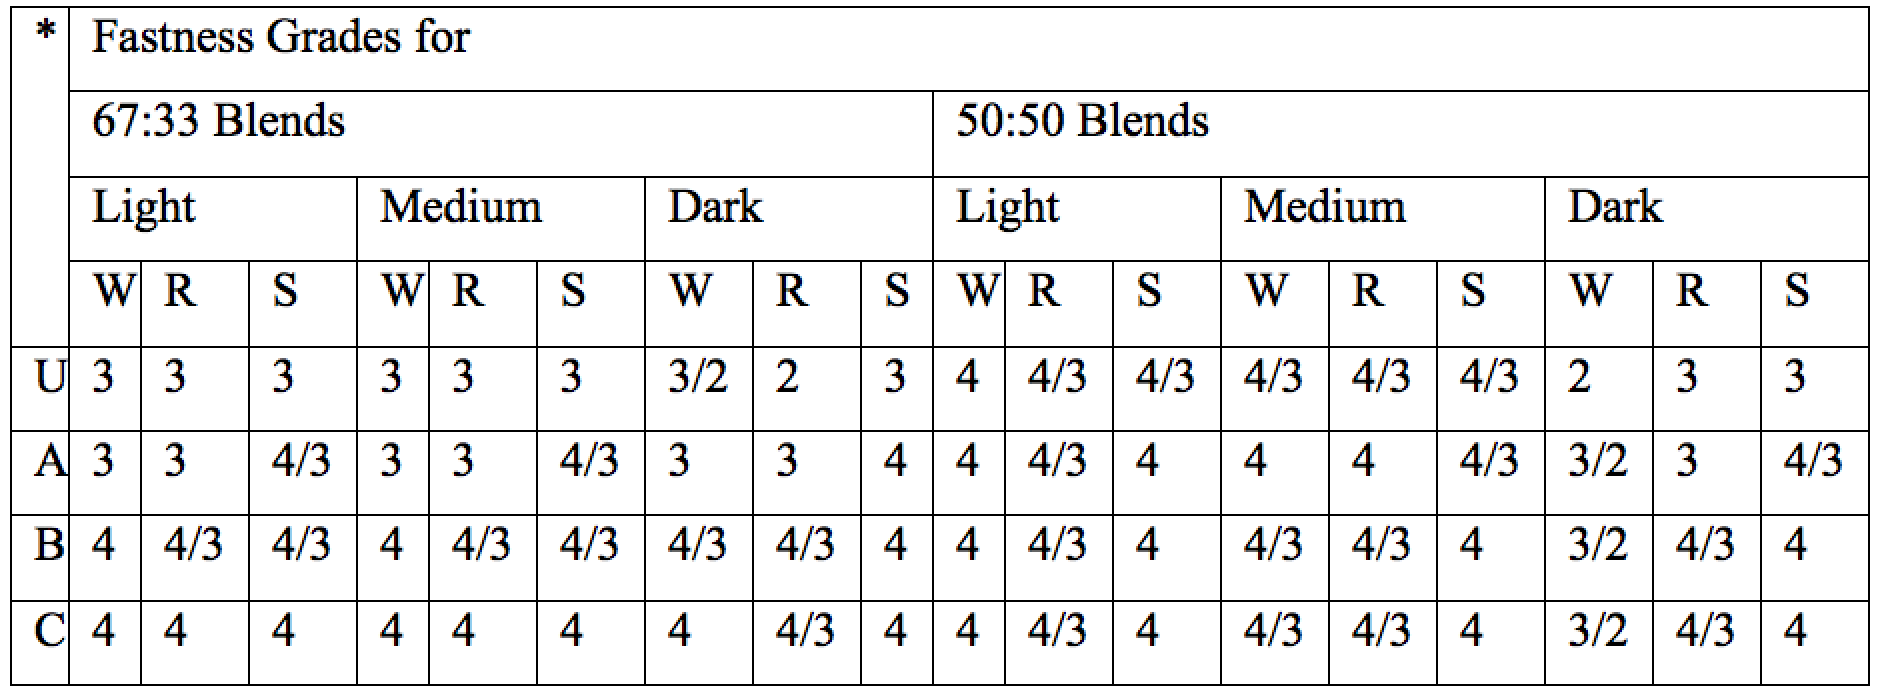 * Fastness Grades for
67:33 Blends 50:50 Blends
Light Medium Dark Light Medium Dark
W R S W R S W R S W R S W R S W R S
U 3 3 3 3 3 3 3/2 2 3 4 4/3 4/3 4/3 4/3 4/3 2 3 3
A 3 3 4/3 3 3 4/3 3 3 4 4 4/3 4 4 4 4/3 3/2 3 4/3
B 4 4/3 4/3 4 4/3 4/3 4/3 4/3 4 4 4/3 4 4/3 4/3 4 3/2 4/3 4
C 4 4 4 4 4 4 4 4/3 4 4 4/3 4 4/3 4/3 4 3/2 4/3 4